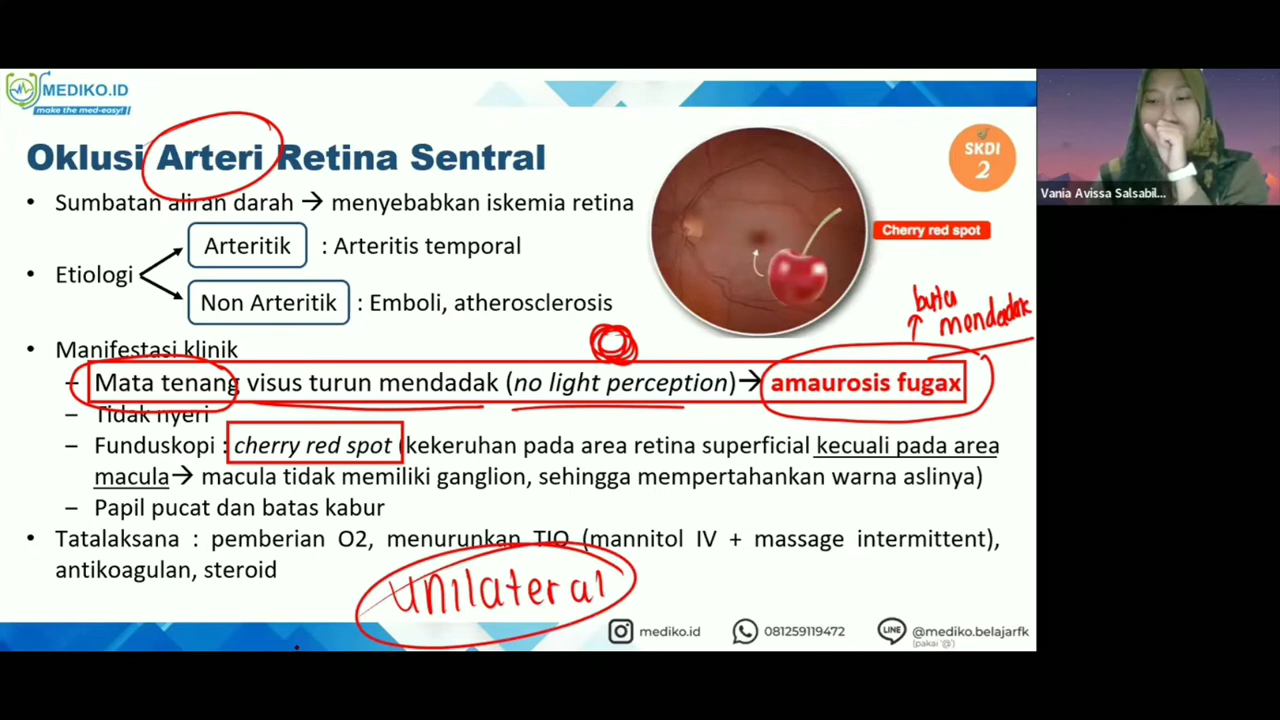 MEDIKO.ID
make the med-easy!
Oklusi Arteri Retina Sentral
SKDI
2
Vania Avissa Salsabil...
• Sumbatan aliran darah → menyebabkan iskemia retina
Cherry red spot
Arteritik : Arteritis temporal
• Etiologi
Non Arteritik : Emboli, atherosclerosis
buta
mendadak
• Manifestasi klinik
– Mata tenang visus turun mendadak (no light perception)→ amaurosis fugax
– Tidak nyeri
– Funduskopi : cherry red spot (kekeruhan pada area retina superficial kecuali pada area
macula→ macula tidak memiliki ganglion, sehingga mempertahankan warna aslinya)
– Papil pucat dan batas kabur
• Tatalaksana : pemberian O2, menurunkan TIO (mannitol IV + massage intermittent),
antikoagulan, steroid
unilateral
mediko.id
081259119472
LINE
@mediko.belajarfk
(pakai '@')